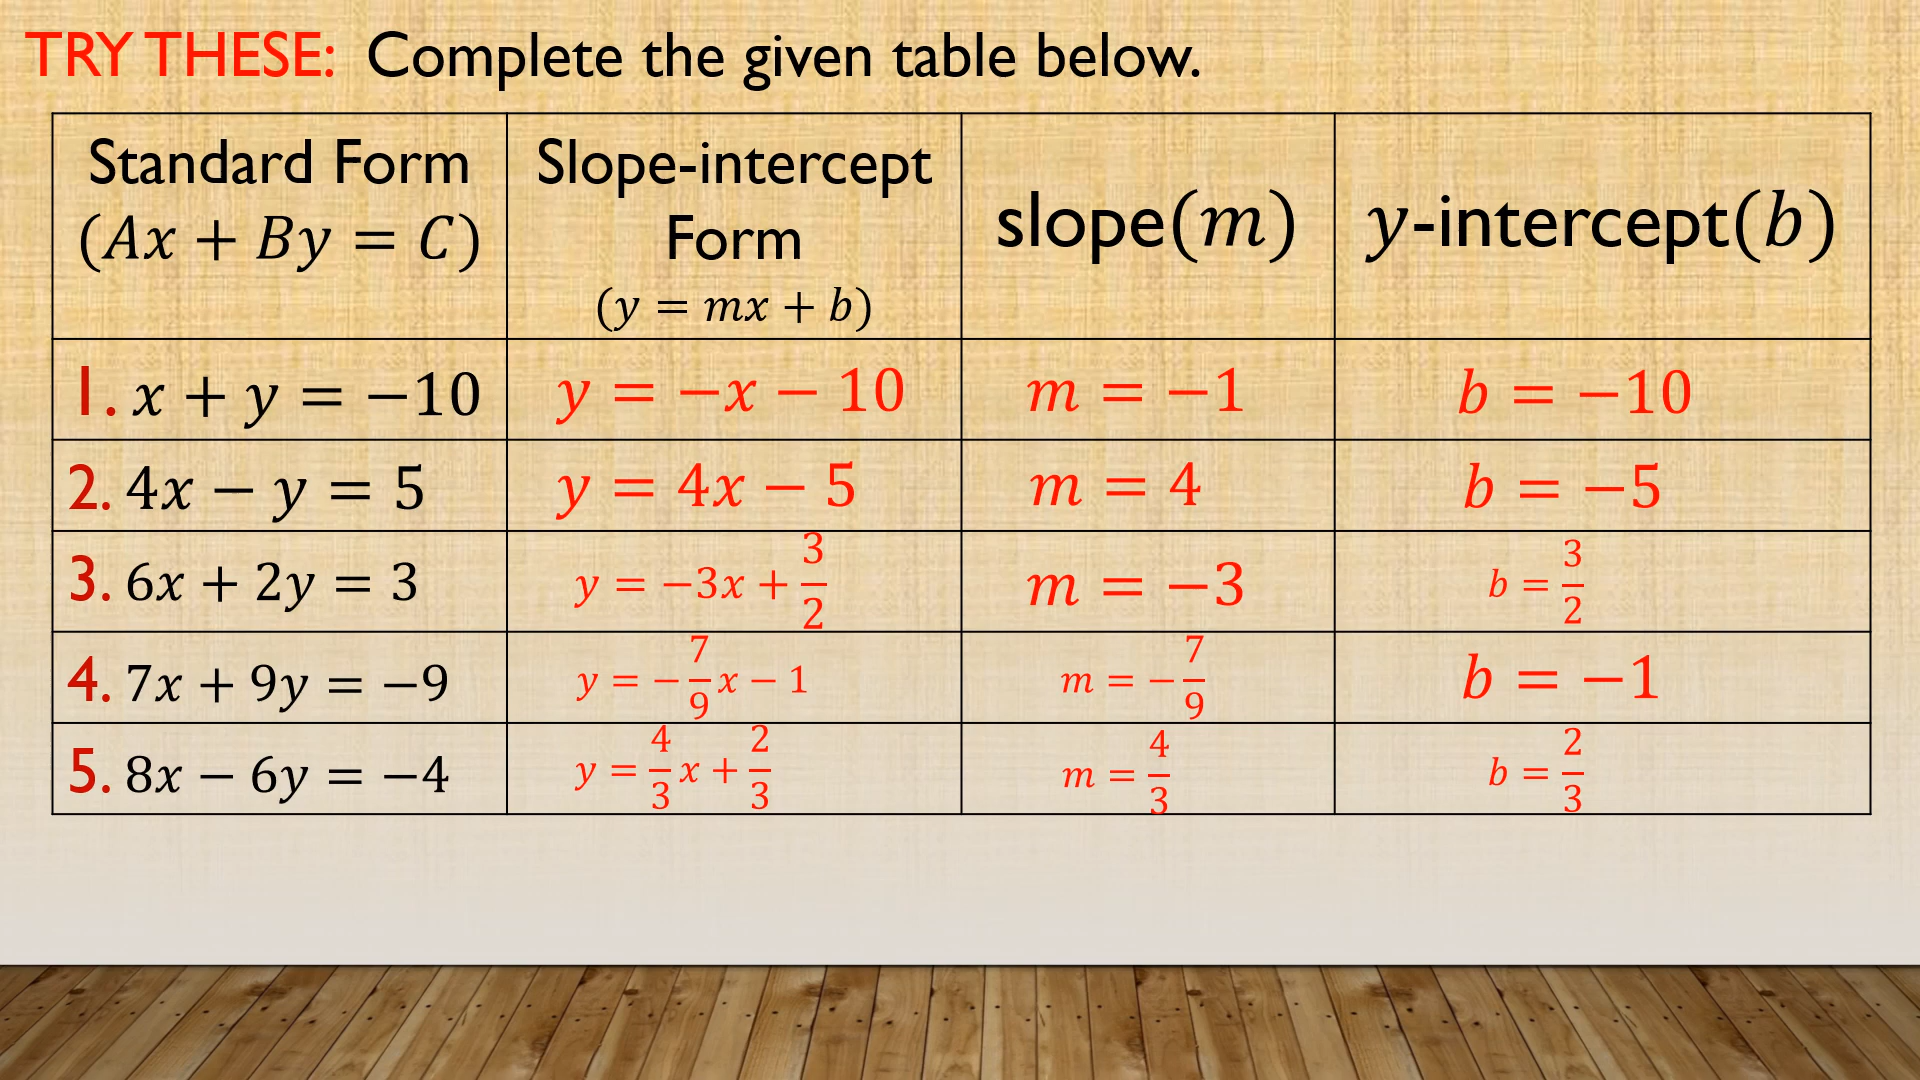 TRY THESE: Complete the given table below.
Standard Form
(Ax + By = C)
Slope-intercept
Form
(y = mx + b)
slope(m)
y-intercept(b)
1. x + y = −10
y = −x − 10
m = −1
b = −10
2. 4x − y = 5
y = 4x − 5
m = 4
b = −5
3. 6x + 2y = 3
y = −3x + 3/2
m = −3
b = 3/2
4. 7x + 9y = −9
y = −7/9 x − 1
m = −7/9
b = −1
5. 8x − 6y = −4
y = 4/3 x + 2/3
m = 4/3
b = 2/3